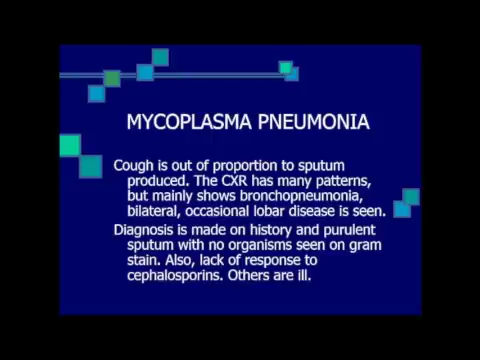 MYCOPLASMA PNEUMONIA
Cough is out of proportion to sputum
produced. The CXR has many patterns,
but mainly shows bronchopneumonia,
bilateral, occasional lobar disease is seen.
Diagnosis is made on history and purulent
sputum with no organisms seen on gram
stain. Also, lack of response to
cephalosporins. Others are ill.